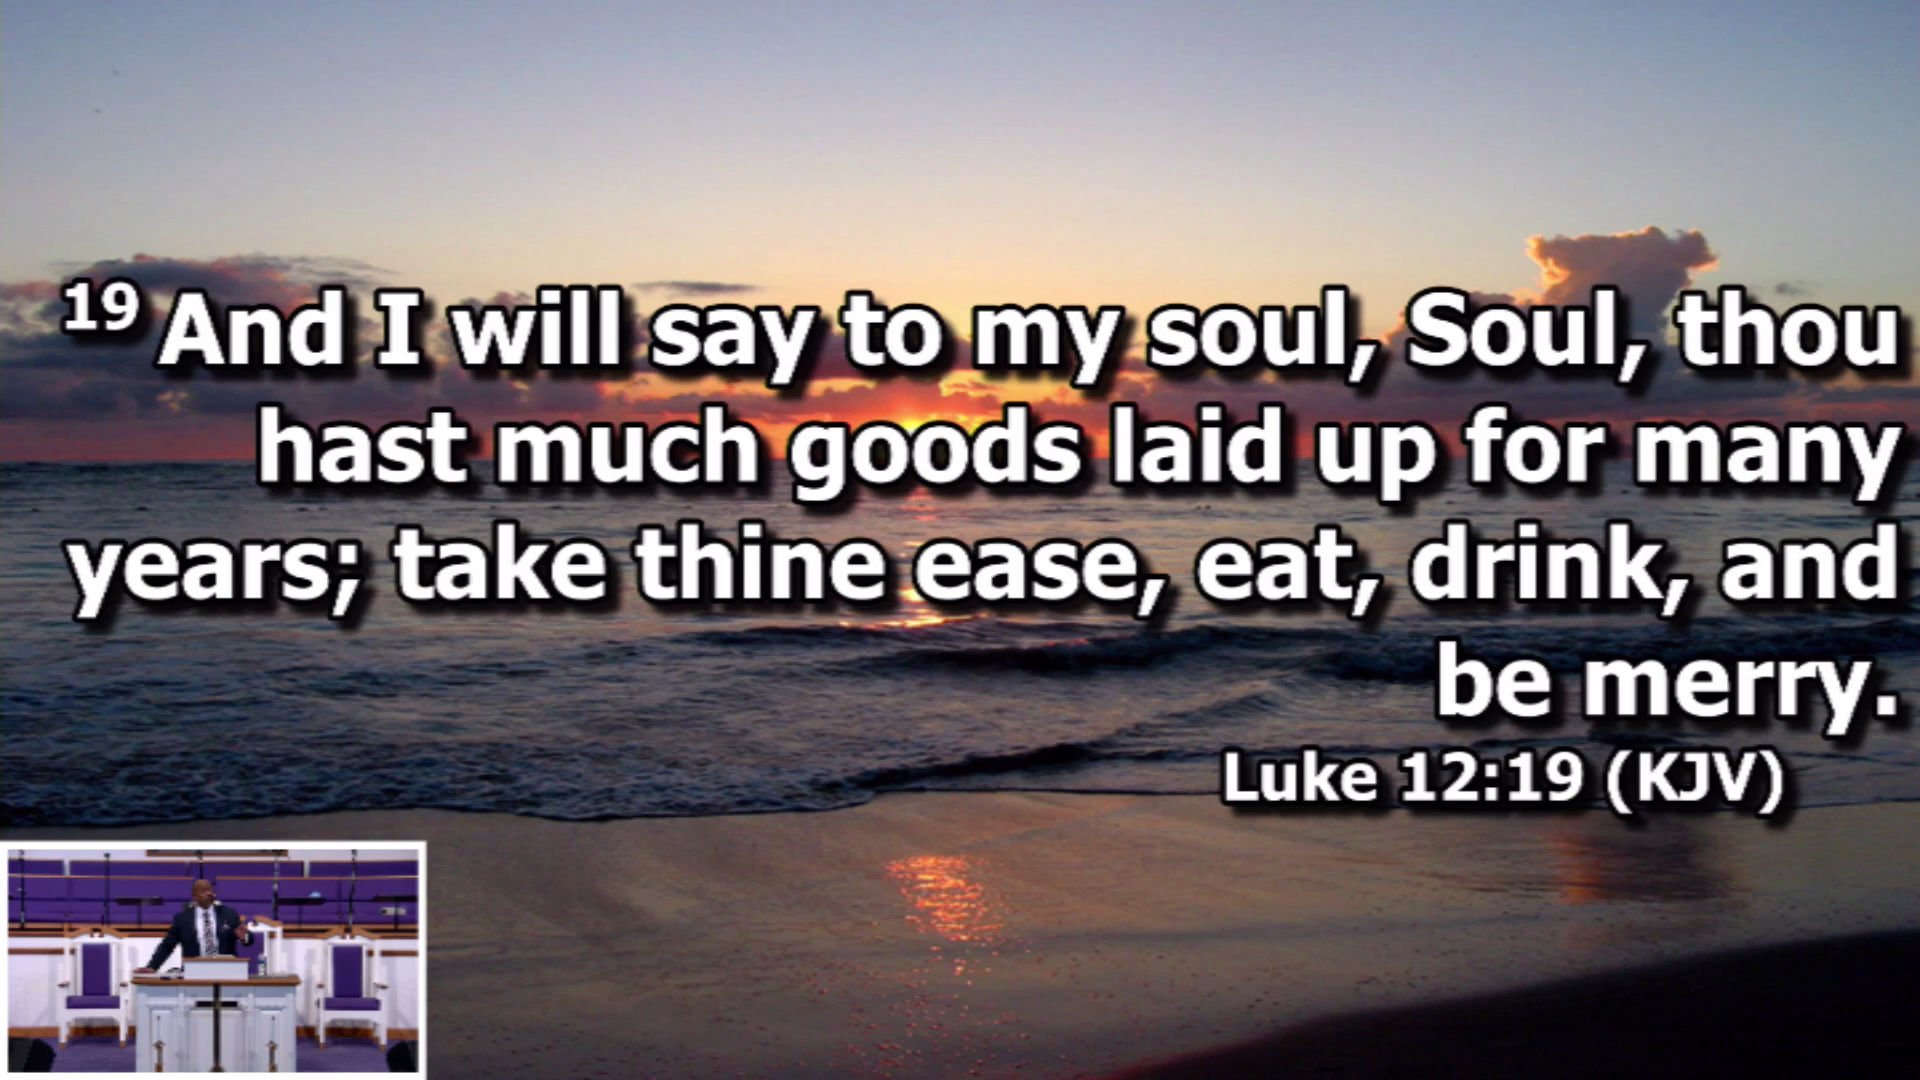 19 And I will say to my soul, Soul, thou
hast much goods laid up for many
years; take thine ease, eat, drink, and
be merry.
Luke 12:19 (KJV)